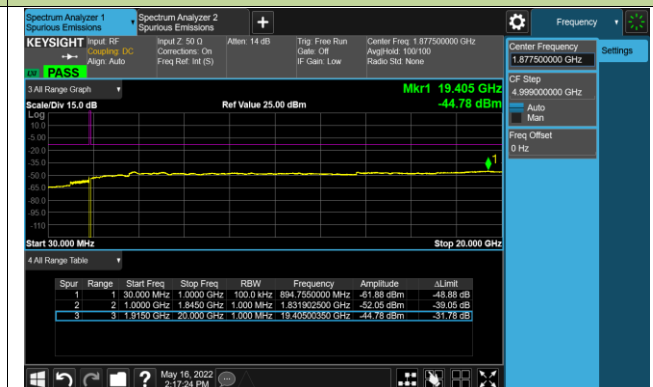 Spectrum Analyzer 1
Spurious Emissions
Spectrum Analyzer 2
Spurious Emissions
+
Frequency
KEYSIGHT
Input: RF
Coupling: DC
Align: Auto
Input Z: 50 Ω
Corrections: On
Freq Ref: Int (S)
Atten: 14 dB
Trig: Free Run
Gate: Off
IF Gain: Low
Center Freq: 1.877500000 GHz
Avg|Hold: 100/100
Radio Std: None
LW PASS
Center Frequency
1.877500000 GHz
Settings
CF Step
4.999000000 GHz
Auto
Man
Freq Offset
0 Hz
3 All Range Graph
Mkr1 19.405 GHz
Scale/Div 15.0 dB
Ref Value 25.00 dBm
-44.78 dBm
Log
10.0
-5.00
-20.0
-35.0
-50.0
-65.0
-80.0
-95.0
-110
1
Start 30.000 MHz
Stop 20.000 GHz
4 All Range Table
Spur Range Start Freq Stop Freq RBW Frequency Amplitude ΔLimit
1 1 30.000 MHz 1.0000 GHz 100.0 kHz 894.7550000 MHz -61.88 dBm -48.88 dB
2 2 1.0000 GHz 1.8450 GHz 1.000 MHz 1.831902500 GHz -52.05 dBm -39.05 dB
3 3 1.9150 GHz 20.000 GHz 1.000 MHz 19.40500350 GHz -44.78 dBm -31.78 dB
?
May 16, 2022
2:17:24 PM